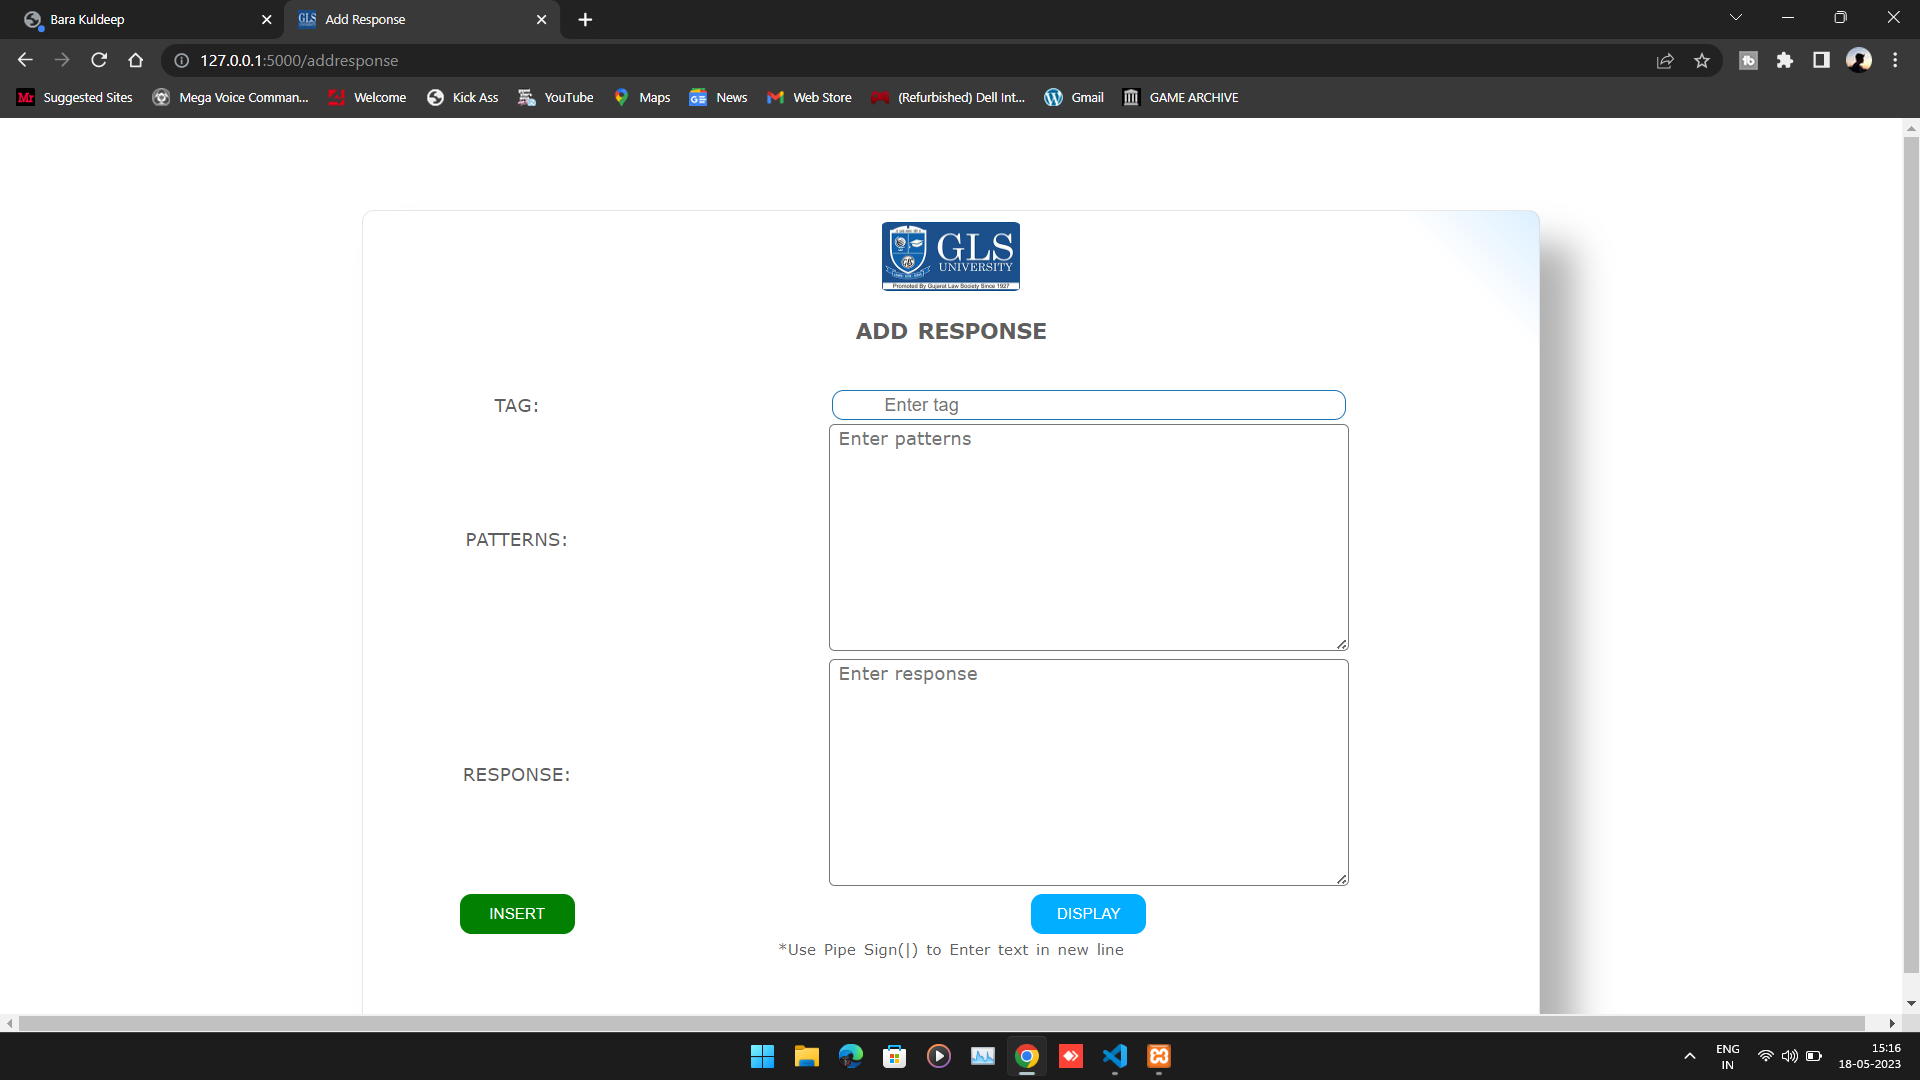 Bara Kuldeep
GLS Add Response
127.0.0.1:5000/addresponse
Mr Suggested Sites Mega Voice Comman... Welcome Kick Ass YouTube Maps News Web Store (Refurbished) Dell Int... Gmail GAME ARCHIVE
GLS
UNIVERSITY
Promoted By Gujarat Law Society Since 1927
ADD RESPONSE
TAG: Enter tag
PATTERNS: Enter patterns
RESPONSE: Enter response
INSERT DISPLAY
*Use Pipe Sign(|) to Enter text in new line
ENG
IN
15:16
18-05-2023